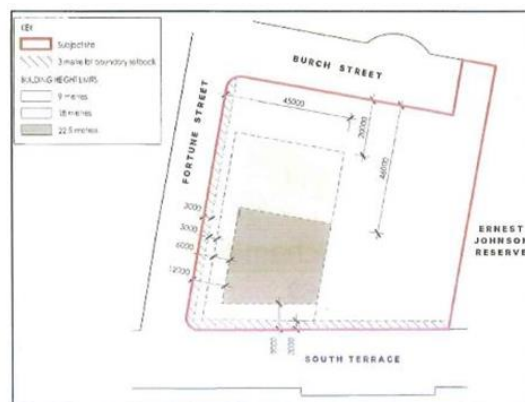 KEY
Subject site
3 metre lot boundary setback
BUILDING HEIGHT LIMITS
9 metres
18 metres
22.5 metres
BURCH STREET
FORTUNE STREET
45000
20000
46000
3000
3000
6000
12000
ERNEST
JOHNSON
RESERVE
9000
3000
SOUTH TERRACE